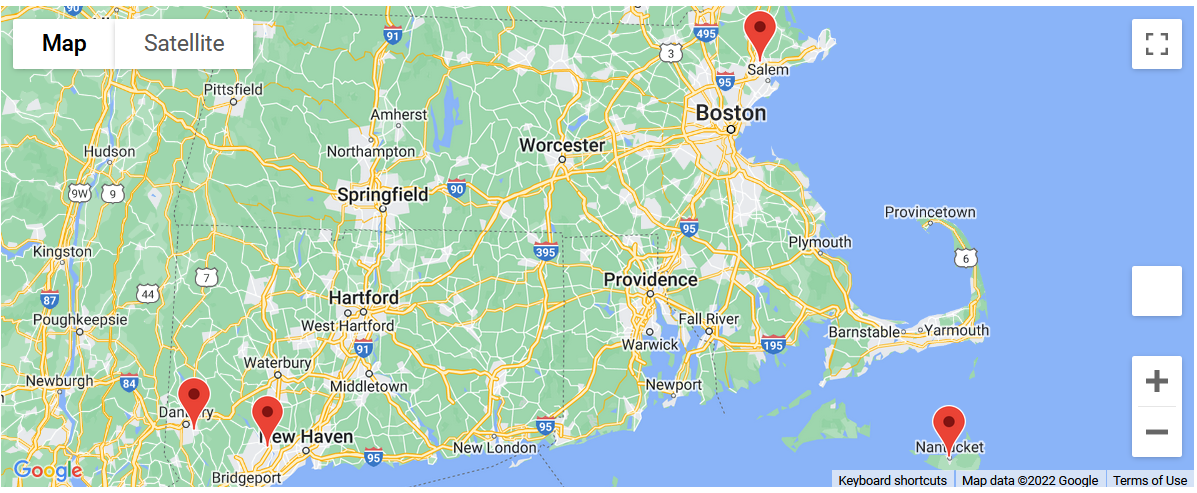 90
91
495
3
Map
Satellite
Salem
95
Pittsfield
Boston
Amherst
Worcester
Hudson
Northampton
9W
9
90
Springfield
Provincetown
95
Plymouth
Kingston
395
6
7
Providence
44
87
Hartford
Poughkeepsie
West Hartford
Fall River
Barnstable
Yarmouth
Warwick
195
91
Waterbury
Newburgh
84
Middletown
Newport
95
New Haven
New London
Nantucket
95
Google
Bridgeport
Keyboard shortcuts
Map data ©2022 Google
Terms of Use